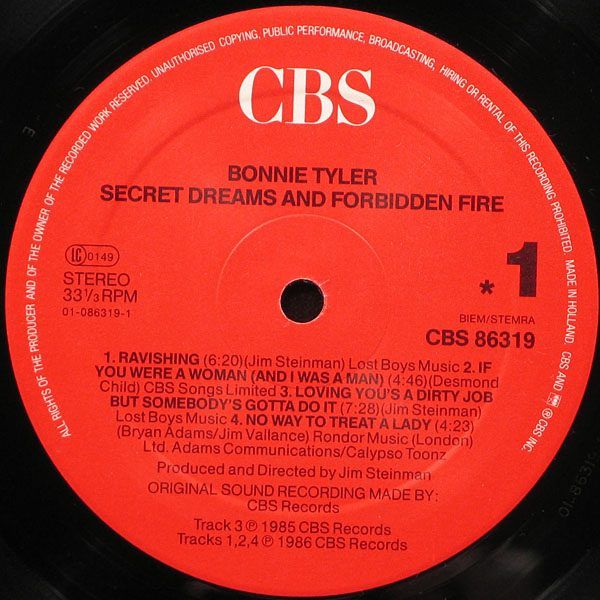 ALL RIGHTS OF THE PRODUCER AND OF THE OWNER OF THE RECORDED WORK RESERVED. UNAUTHORISED COPYING, PUBLIC PERFORMANCE, BROADCASTING, HIRING OR RENTAL OF THIS RECORDING PROHIBITED. MADE IN HOLLAND CBS AND ℗ © CBS INC.
CBS
BONNIE TYLER
SECRET DREAMS AND FORBIDDEN FIRE
LC 0149
STEREO
33⅓ RPM
01-086319-1
* 1
BIEM/STEMRA
CBS 86319
1. RAVISHING (6:20)(Jim Steinman) Lost Boys Music 2. IF
YOU WERE A WOMAN (AND I WAS A MAN) (4:46)(Desmond
Child) CBS Songs Limited 3. LOVING YOU'S A DIRTY JOB
BUT SOMEBODY'S GOTTA DO IT (7:28)(Jim Steinman)
Lost Boys Music 4. NO WAY TO TREAT A LADY (4:23)
(Bryan Adams/Jim Vallance) Rondor Music (London)
Ltd. Adams Communications/Calypso Toonz
Produced and Directed by Jim Steinman
ORIGINAL SOUND RECORDING MADE BY:
CBS Records
Track 3 ℗ 1985 CBS Records
Tracks 1,2,4 ℗ 1986 CBS Records